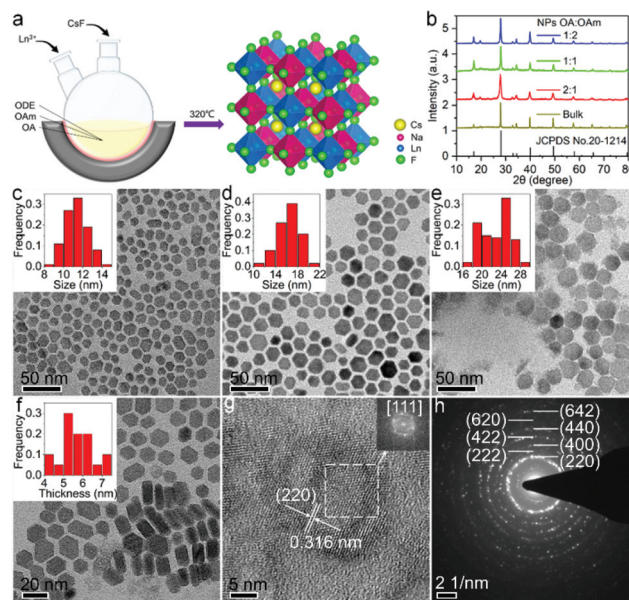 a
CsF
Ln³⁺
ODE
OAm
OA
320℃
Cs
Na
Ln
F
b
NPs OA:OAm
1:2
1:1
2:1
Bulk
JCPDS No.20-1214
Intensity (a.u.)
0
1
2
3
4
5
10 20 30 40 50 60 70 80
2θ (degree)
c
Frequency
0.3
0.2
0.1
0.0
8 10 12 14
Size (nm)
50 nm
d
Frequency
0.4
0.3
0.2
0.1
0.0
10 14 18 22
Size (nm)
50 nm
e
Frequency
0.3
0.2
0.1
0.0
16 20 24 28
Size (nm)
50 nm
f
Frequency
0.3
0.2
0.1
0.0
4 5 6 7
Thickness (nm)
20 nm
g
[111]
(220)
0.316 nm
5 nm
h
(620)
(422)
(222)
(642)
(440)
(400)
(220)
2 1/nm